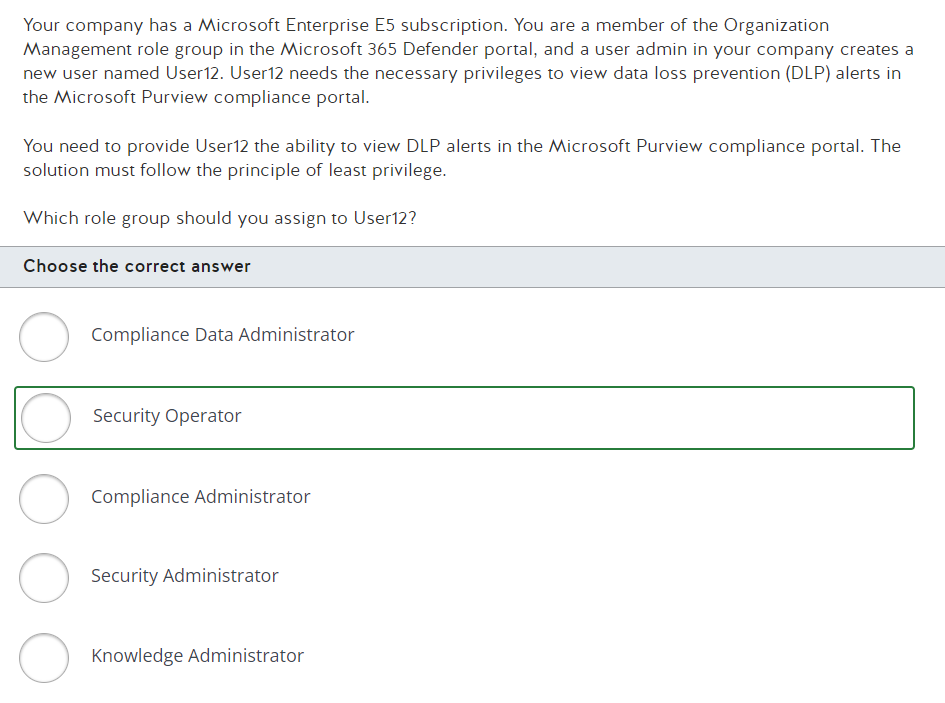 Your company has a Microsoft Enterprise E5 subscription. You are a member of the Organization
Management role group in the Microsoft 365 Defender portal, and a user admin in your company creates a
new user named User12. User12 needs the necessary privileges to view data loss prevention (DLP) alerts in
the Microsoft Purview compliance portal.
You need to provide User12 the ability to view DLP alerts in the Microsoft Purview compliance portal. The
solution must follow the principle of least privilege.
Which role group should you assign to User12?
Choose the correct answer
Compliance Data Administrator
Security Operator
Compliance Administrator
Security Administrator
Knowledge Administrator